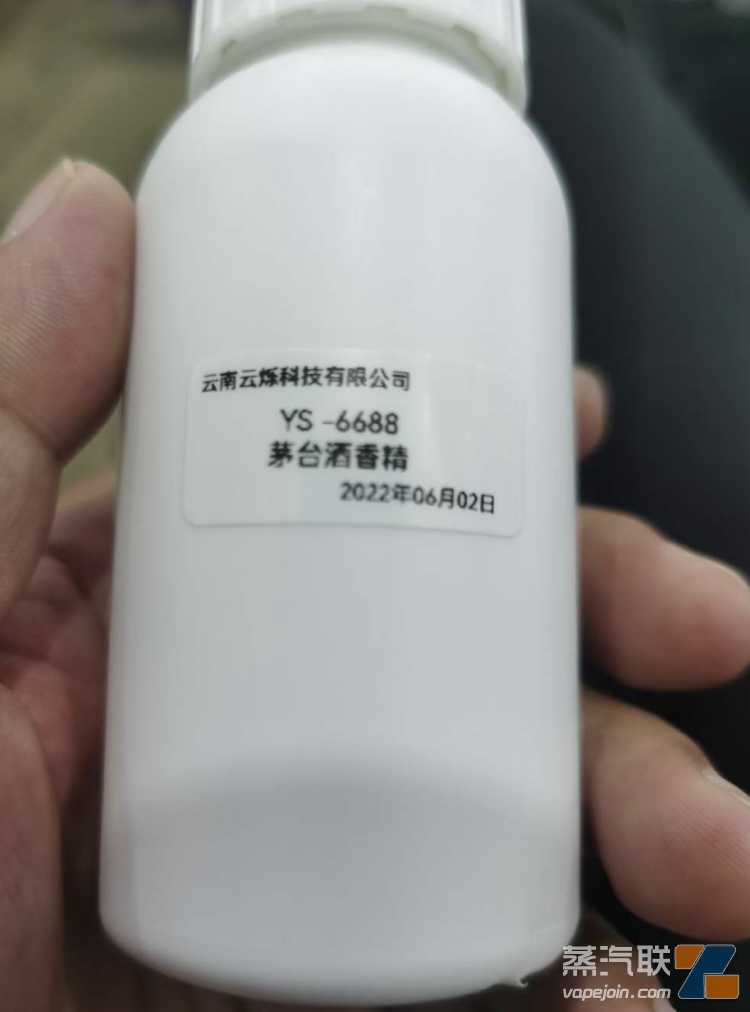 云南云烁科技有限公司
YS -6688
茅台酒香精
2022年06月02日
蒸汽联
vapejoin.com